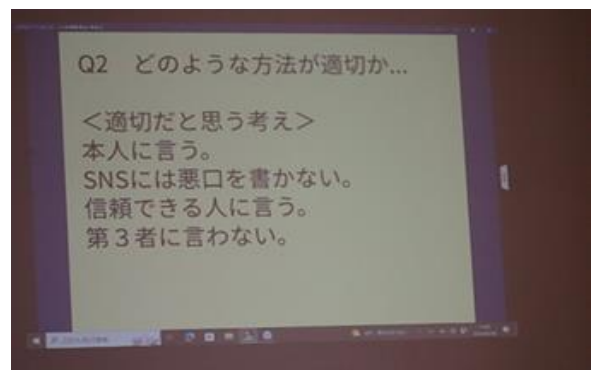 Q2　どのような方法が適切か...
＜適切だと思う考え＞
本人に言う。
SNSには悪口を書かない。
信頼できる人に言う。
第３者に言わない。